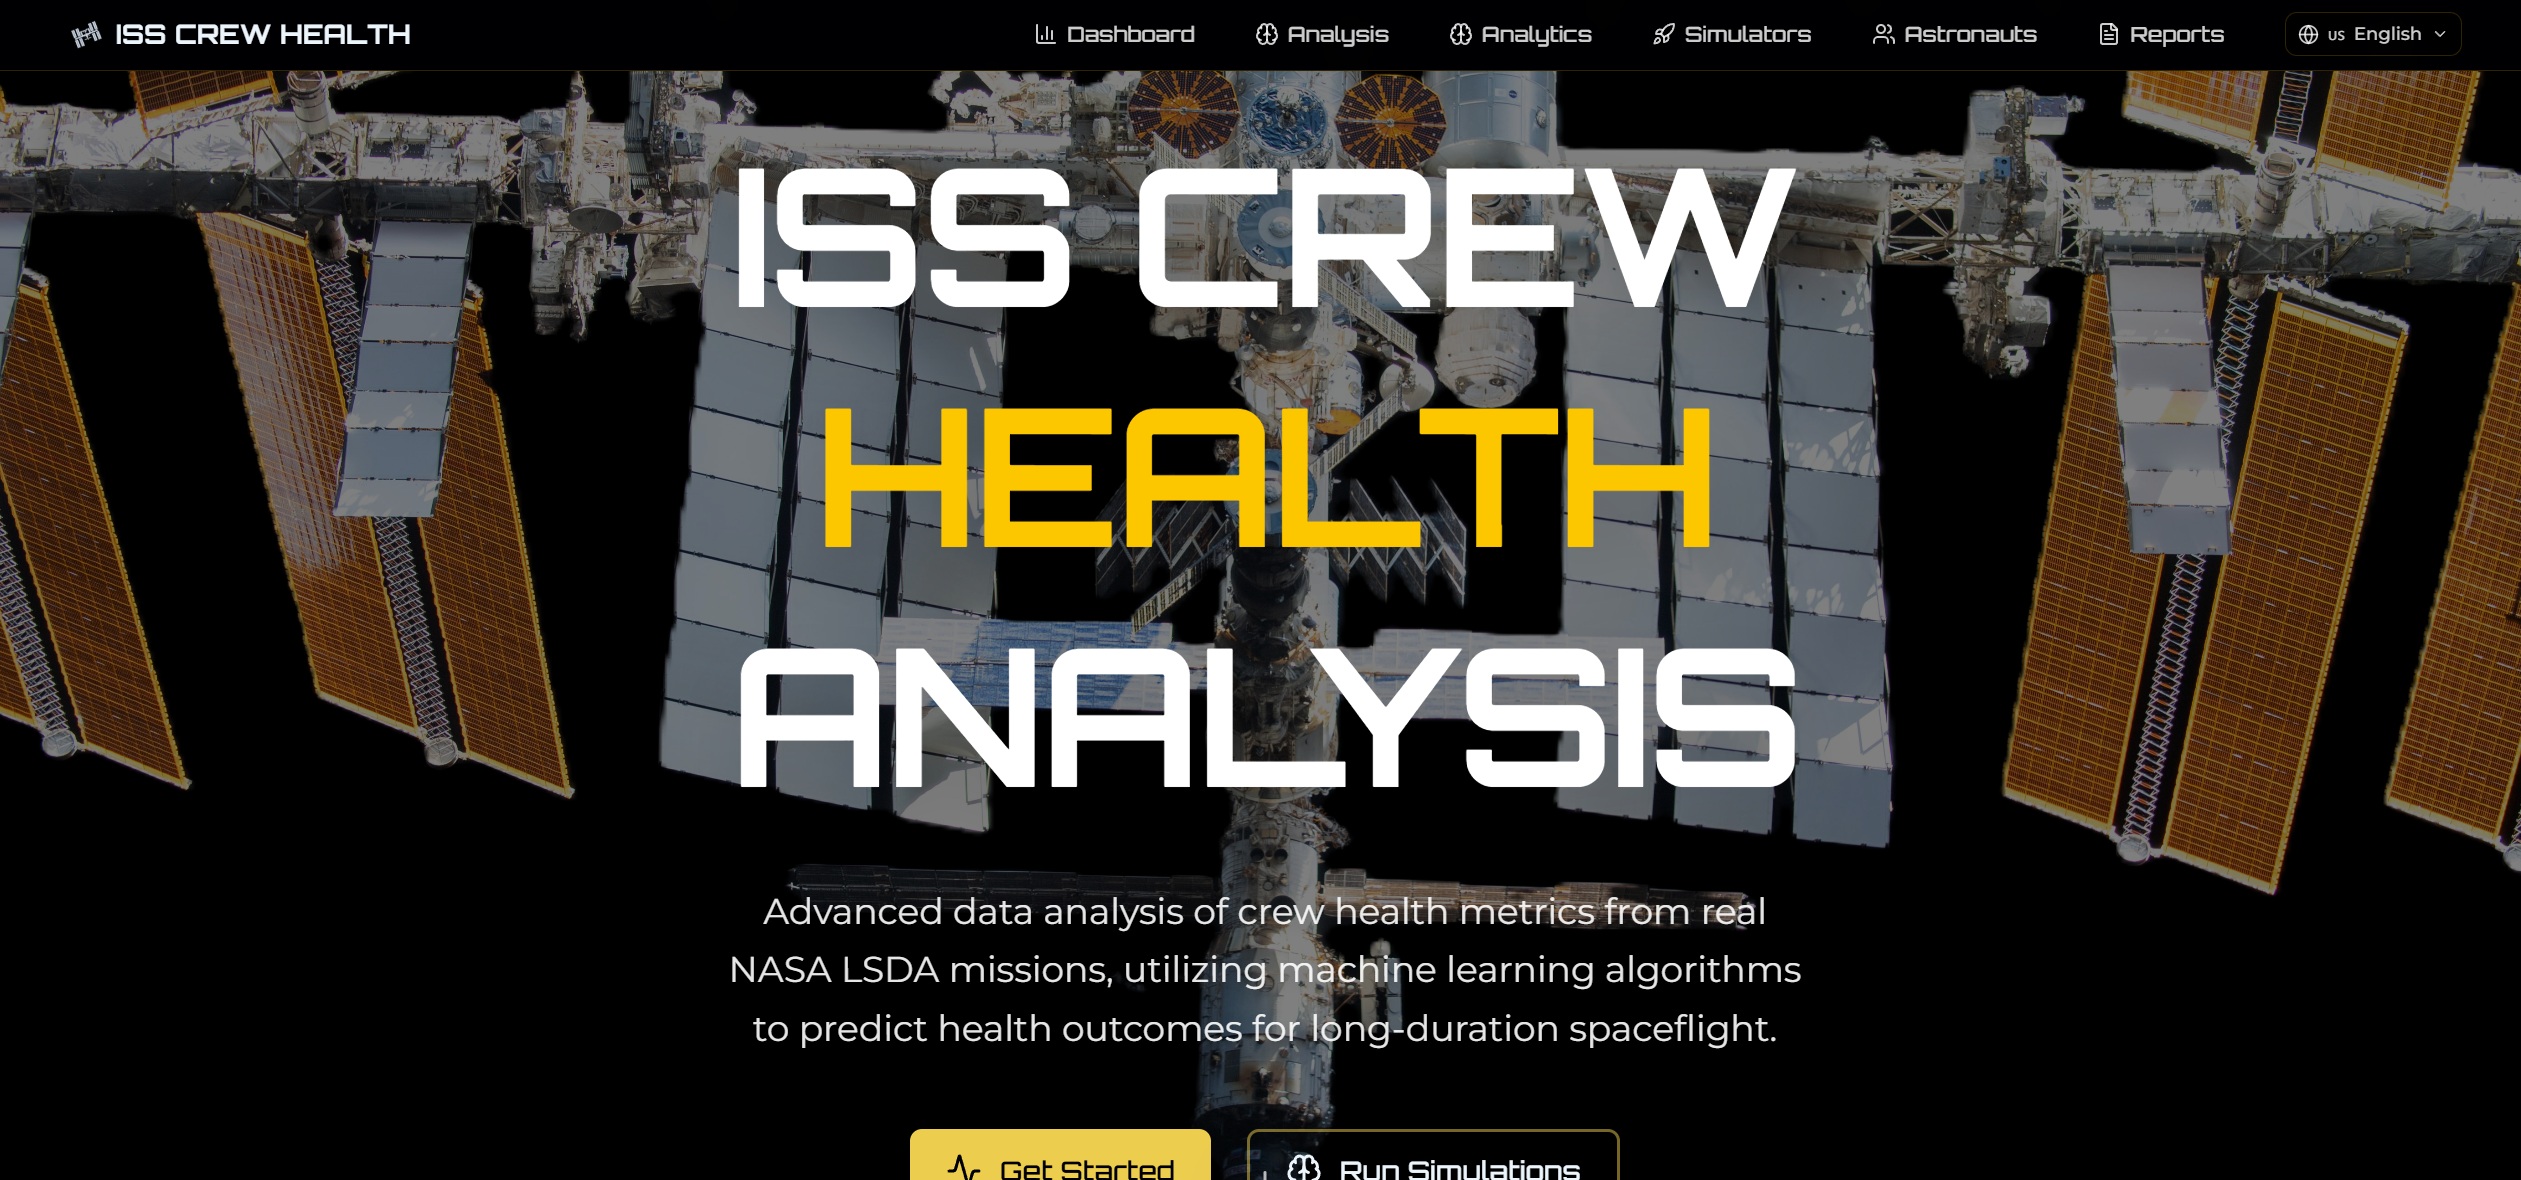 ISS CREW HEALTH
Dashboard
Analysis
Analytics
Simulators
Astronauts
Reports
US English
ISS CREW
HEALTH
ANALYSIS
Advanced data analysis of crew health metrics from real
NASA LSDA missions, utilizing machine learning algorithms
to predict health outcomes for long-duration spaceflight.
Get Started
Run Simulations